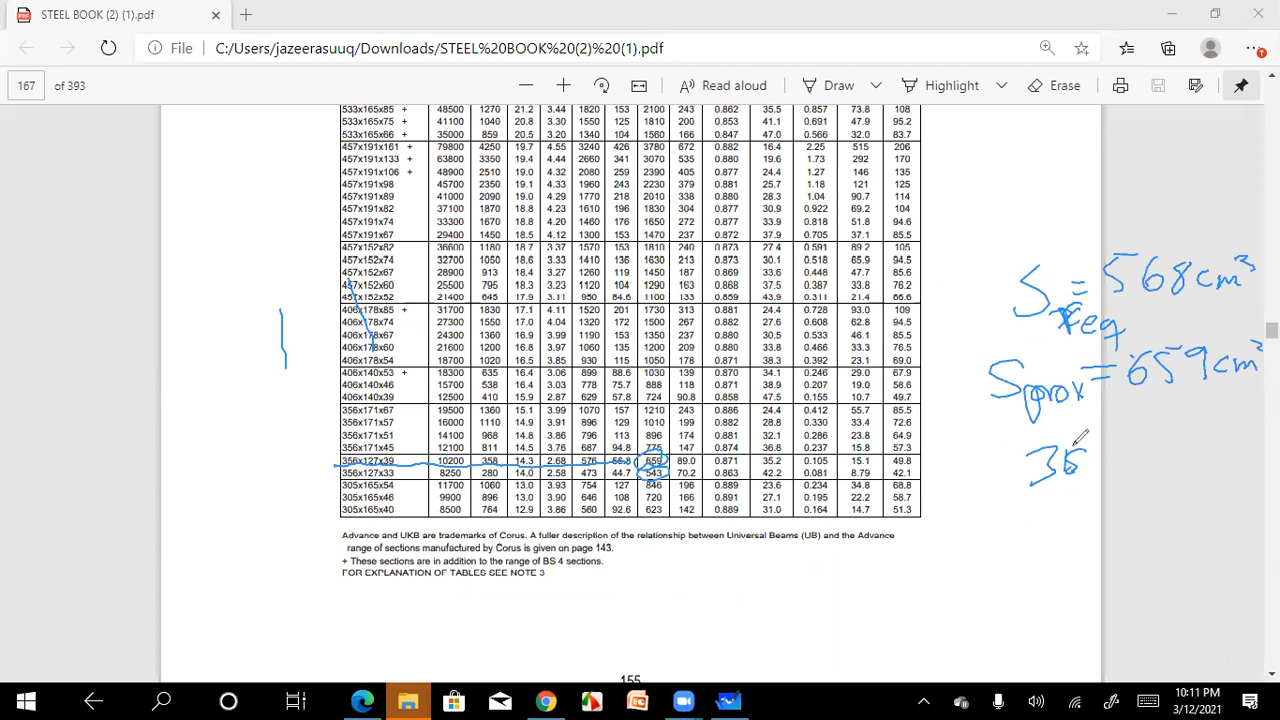 STEEL BOOK (2) (1).pdf
File C:/Users/jazeerasuuq/Downloads/STEEL%20BOOK%20(2)%20(1).pdf
167 of 393 Read aloud Draw Highlight Erase
533x165x85 + 48500 1270 21.2 3.44 1820 153 2100 243 0.862 35.5 0.857 73.8 108
533x165x75 + 41100 1040 20.8 3.30 1550 125 1810 200 0.853 41.1 0.691 47.9 95.2
533x165x66 + 35000 859 20.5 3.20 1340 104 1560 166 0.847 47.0 0.566 32.0 83.7
457x191x161 + 79800 4250 19.7 4.55 3240 426 3780 672 0.882 16.4 2.25 515 206
457x191x133 + 63800 3350 19.4 4.44 2660 341 3070 535 0.880 19.6 1.73 292 170
457x191x106 + 48900 2510 19.0 4.32 2080 259 2390 405 0.877 24.4 1.27 146 135
457x191x98 45700 2350 19.1 4.33 1960 243 2230 379 0.881 25.7 1.18 121 125
457x191x89 41000 2090 19.0 4.29 1770 218 2010 338 0.880 28.3 1.04 90.7 114
457x191x82 37100 1870 18.8 4.23 1610 196 1830 304 0.877 30.9 0.922 69.2 104
457x191x74 33300 1670 18.8 4.20 1460 176 1650 272 0.877 33.9 0.818 51.8 94.6
457x191x67 29400 1450 18.5 4.12 1300 153 1470 237 0.872 37.9 0.705 37.1 85.5
457x152x82 36600 1180 18.7 3.37 1570 153 1810 240 0.873 27.4 0.591 89.2 105
457x152x74 32700 1050 18.6 3.33 1410 136 1630 213 0.873 30.1 0.518 65.9 94.5
457x152x67 28900 913 18.4 3.27 1260 119 1450 187 0.869 33.6 0.448 47.7 85.6
457x152x60 25500 795 18.3 3.23 1120 104 1290 163 0.868 37.5 0.387 33.8 76.2
457x152x52 21400 645 17.9 3.11 950 84.6 1100 133 0.859 43.9 0.311 21.4 66.6
406x178x85 + 31700 1830 17.1 4.11 1520 201 1730 313 0.881 24.4 0.728 93.0 109
406x178x74 27300 1550 17.0 4.04 1320 172 1500 267 0.882 27.6 0.608 62.8 94.5
406x178x67 24300 1360 16.9 3.99 1190 153 1350 237 0.880 30.5 0.533 46.1 85.5
406x178x60 21600 1200 16.8 3.97 1060 135 1200 209 0.880 33.8 0.466 33.3 76.5
406x178x54 18700 1020 16.5 3.85 930 115 1050 178 0.871 38.3 0.392 23.1 69.0
406x140x53 + 18300 635 16.4 3.06 899 88.6 1030 139 0.870 34.1 0.246 29.0 67.9
406x140x46 15700 538 16.4 3.03 778 75.7 888 118 0.871 38.9 0.207 19.0 58.6
406x140x39 12500 410 15.9 2.87 629 57.8 724 90.8 0.858 47.5 0.155 10.7 49.7
356x171x67 19500 1360 15.1 3.99 1070 157 1210 243 0.886 24.4 0.412 55.7 85.5
356x171x57 16000 1110 14.9 3.91 896 129 1010 199 0.882 28.8 0.330 33.4 72.6
356x171x51 14100 968 14.8 3.86 796 113 896 174 0.881 32.1 0.286 23.8 64.9
356x171x45 12100 811 14.5 3.76 687 94.8 775 147 0.874 36.8 0.237 15.8 57.3
356x127x39 10200 358 14.3 2.68 576 56.8 659 89.0 0.871 35.2 0.105 15.1 49.8
356x127x33 8250 280 14.0 2.58 473 44.7 543 70.2 0.863 42.2 0.081 8.79 42.1
305x165x54 11700 1060 13.0 3.93 754 127 846 196 0.889 23.6 0.234 34.8 68.8
305x165x46 9900 896 13.0 3.90 646 108 720 166 0.891 27.1 0.195 22.2 58.7
305x165x40 8500 764 12.9 3.86 560 92.6 623 142 0.889 31.0 0.164 14.7 51.3
Advance and UKB are trademarks of Corus. A fuller description of the relationship between Universal Beams (UB) and the Advance
range of sections manufactured by Corus is given on page 143.
+ These sections are in addition to the range of BS 4 sections.
FOR EXPLANATION OF TABLES SEE NOTE 3
155
= 568 cm³
Sprox = 659 cm³
10:11 PM
3/12/2021